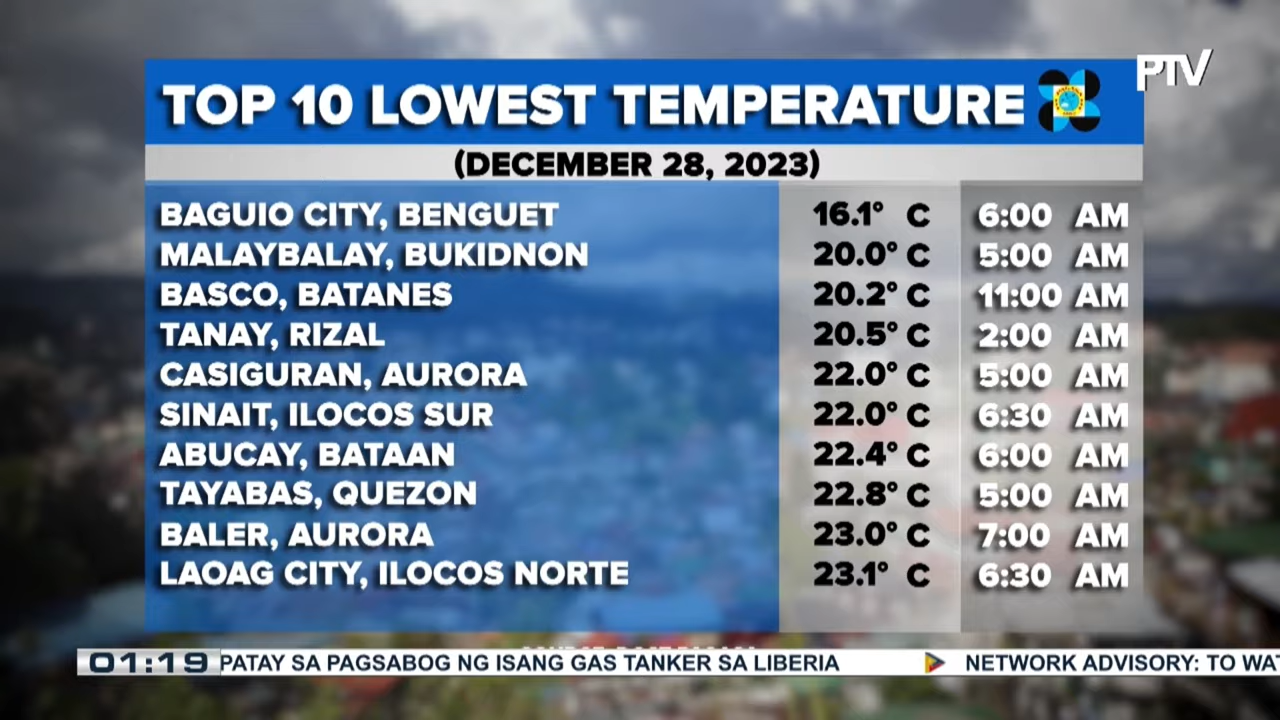 PTV
TOP 10 LOWEST TEMPERATURE
(DECEMBER 28, 2023)
BAGUIO CITY, BENGUET 16.1° C 6:00 AM
MALAYBALAY, BUKIDNON 20.0° C 5:00 AM
BASCO, BATANES 20.2° C 11:00 AM
TANAY, RIZAL 20.5° C 2:00 AM
CASIGURAN, AURORA 22.0° C 5:00 AM
SINAIT, ILOCOS SUR 22.0° C 6:30 AM
ABUCAY, BATAAN 22.4° C 6:00 AM
TAYABAS, QUEZON 22.8° C 5:00 AM
BALER, AURORA 23.0° C 7:00 AM
LAOAG CITY, ILOCOS NORTE 23.1° C 6:30 AM
01:19 PATAY SA PAGSABOG NG ISANG GAS TANKER SA LIBERIA NETWORK ADVISORY: TO WAT